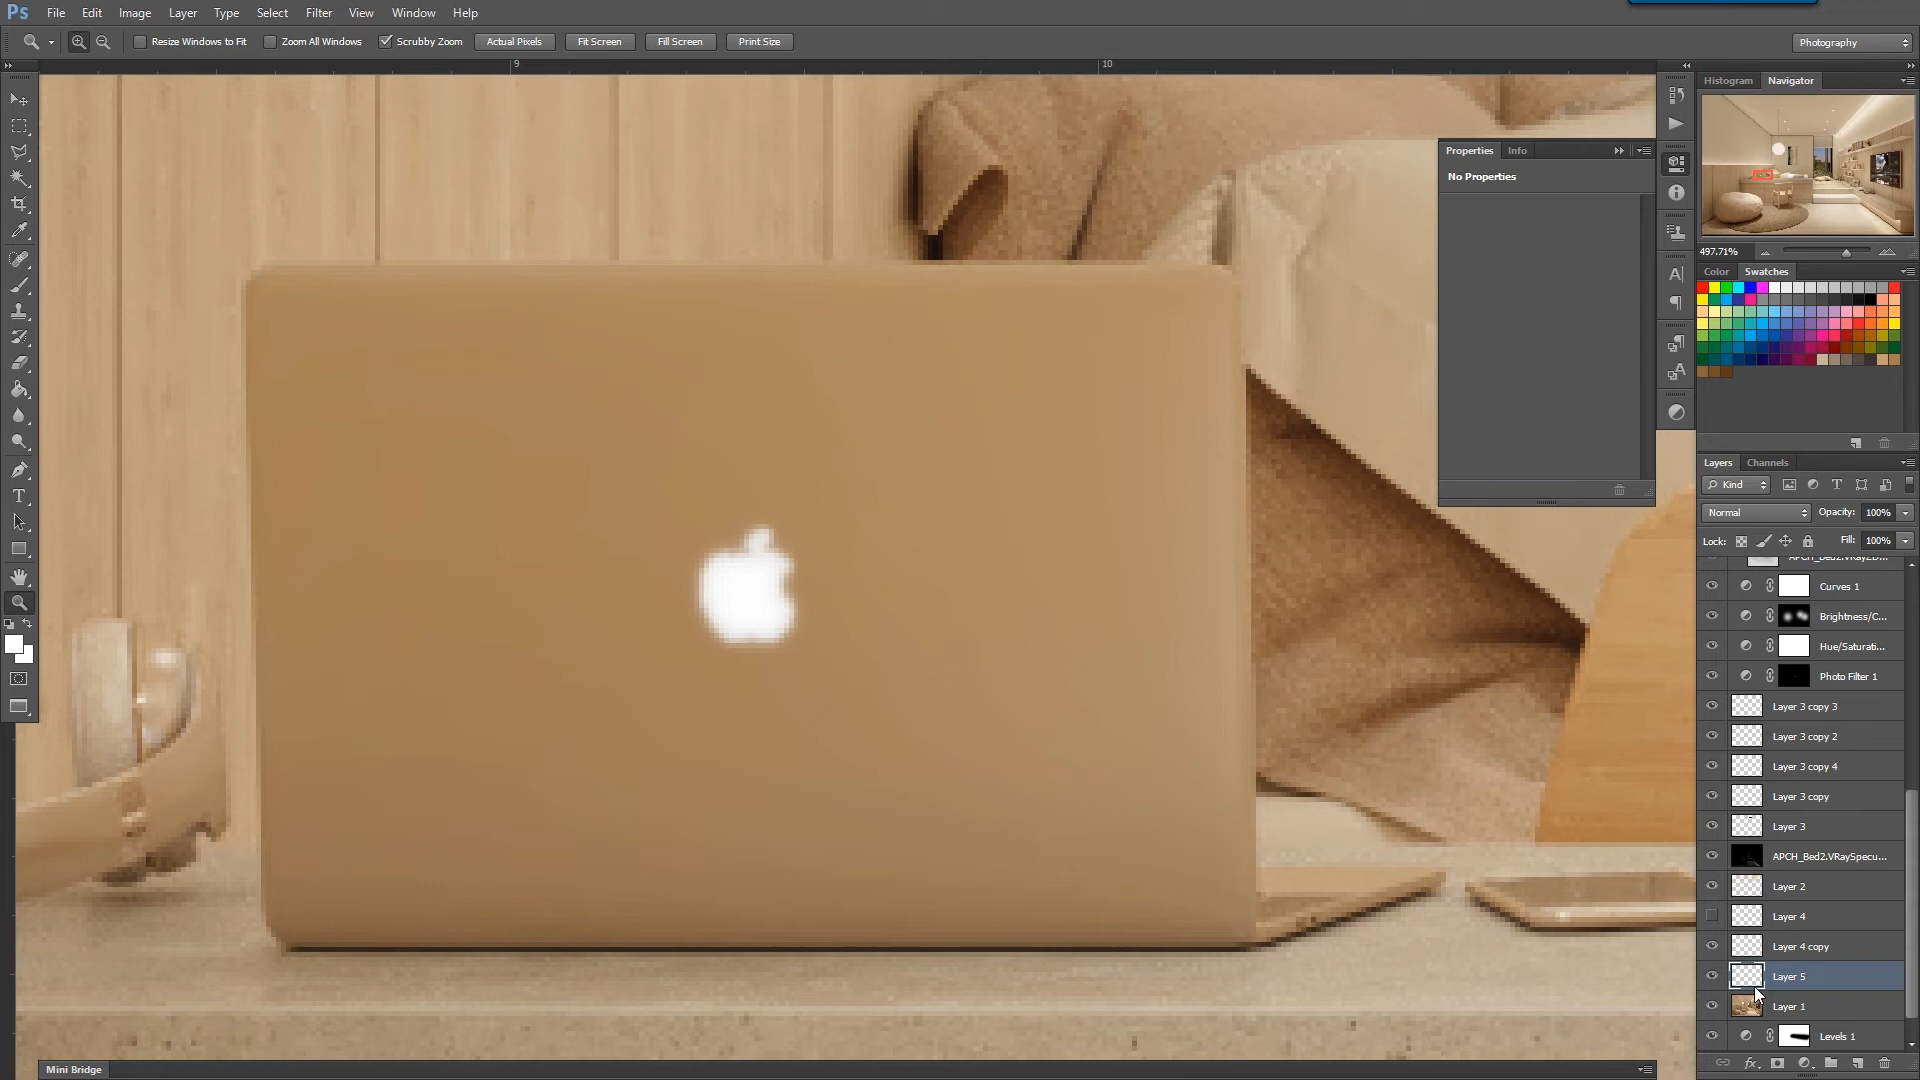 Ps File Edit Image Layer Type Select Filter View Window Help
Resize Windows to Fit Zoom All Windows Scrubby Zoom Actual Pixels Fit Screen Fill Screen Print Size Photography
9 10
Histogram Navigator
Properties Info
No Properties
497.71%
Color Swatches
Layers Channels
Kind
Normal Opacity: 100%
Lock: Fill: 100%
Curves 1
Brightness/C...
Hue/Saturati...
Photo Filter 1
Layer 3 copy 3
Layer 3 copy 2
Layer 3 copy 4
Layer 3 copy
Layer 3
APCH_Bed2.VRaySpecu...
Layer 2
Layer 4
Layer 4 copy
Layer 5
Layer 1
Levels 1
fx
Mini Bridge